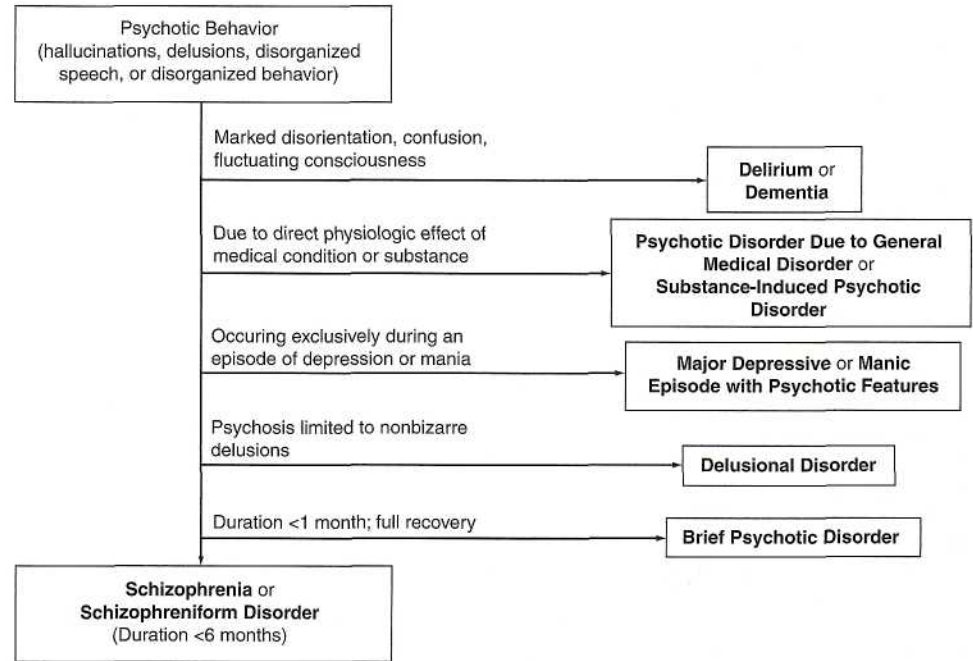 Psychotic Behavior
(hallucinations, delusions, disorganized
speech, or disorganized behavior)
Marked disorientation, confusion,
fluctuating consciousness
Delirium or
Dementia
Due to direct physiologic effect of
medical condition or substance
Psychotic Disorder Due to General
Medical Disorder or
Substance-Induced Psychotic
Disorder
Occuring exclusively during an
episode of depression or mania
Major Depressive or Manic
Episode with Psychotic Features
Psychosis limited to nonbizarre
delusions
Delusional Disorder
Duration <1 month; full recovery
Brief Psychotic Disorder
Schizophrenia or
Schizophreniform Disorder
(Duration <6 months)